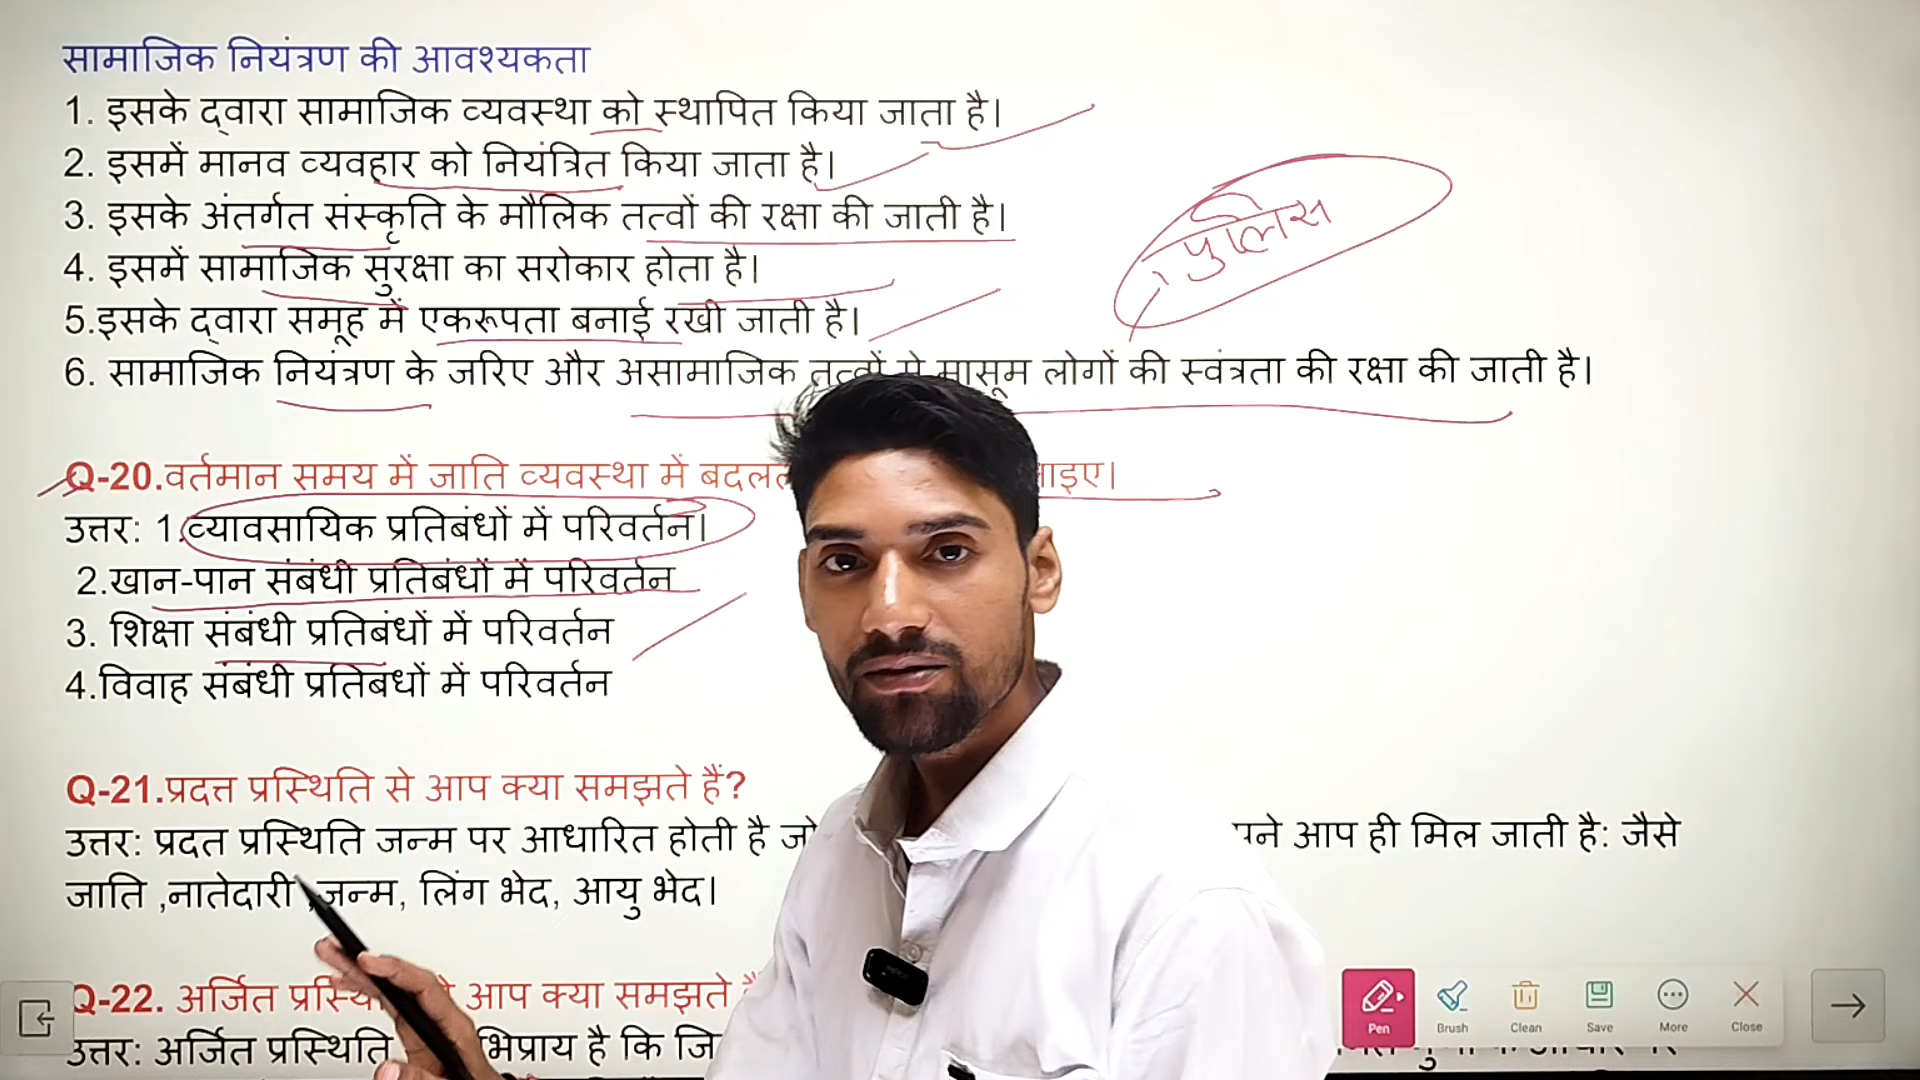 सामाजिक नियंत्रण की आवश्यकता
1. इसके द्वारा सामाजिक व्यवस्था को स्थापित किया जाता है।
2. इसमें मानव व्यवहार को नियंत्रित किया जाता है।
3. इसके अंतर्गत संस्कृति के मौलिक तत्वों की रक्षा की जाती है।
4. इसमें सामाजिक सुरक्षा का सरोकार होता है।
पुलिस
5.इसके द्वारा समूह में एकरूपता बनाई रखी जाती है।
6. सामाजिक नियंत्रण के जरिए और असामाजिक तत्वों से मासूम लोगों की स्वंत्रता की रक्षा की जाती है।
Q-20.वर्तमान समय में जाति व्यवस्था में
उत्तर: 1.व्यावसायिक प्रतिबंधों में परिवर्तन।
2.खान-पान संबंधी प्रतिबंधों में परिवर्तन
3. शिक्षा संबंधी प्रतिबंधों में परिवर्तन
4.विवाह संबंधी प्रतिबंधों में परिवर्तन
Q-21.प्रदत्त प्रस्थिति से आप क्या समझते हैं?
उत्तर: प्रदत प्रस्थिति जन्म पर आधारित होती है जो आप ही मिल जाती है: जैसे
जाति ,नातेदारी ,जन्म, लिंग भेद, आयु भेद।
Q-22. अर्जित आप क्या समझते
उत्तर: अर्जित प्रस्थिति है कि
Pen
Brush
Clean
Save
More
Close